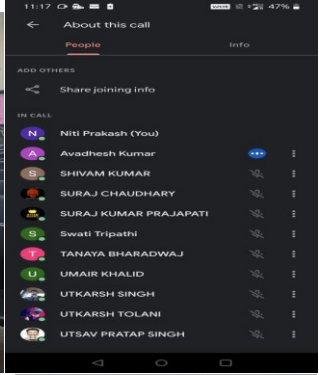 11:17
47%
About this call
People Info
ADD OTHERS
Share joining info
IN CALL
N Niti Prakash (You)
A Avadhesh Kumar
S SHIVAM KUMAR
SURAJ CHAUDHARY
SURAJ KUMAR PRAJAPATI
S Swati Tripathi
T TANAYA BHARADWAJ
U UMAIR KHALID
UTKARSH SINGH
UTKARSH TOLANI
UTSAV PRATAP SINGH